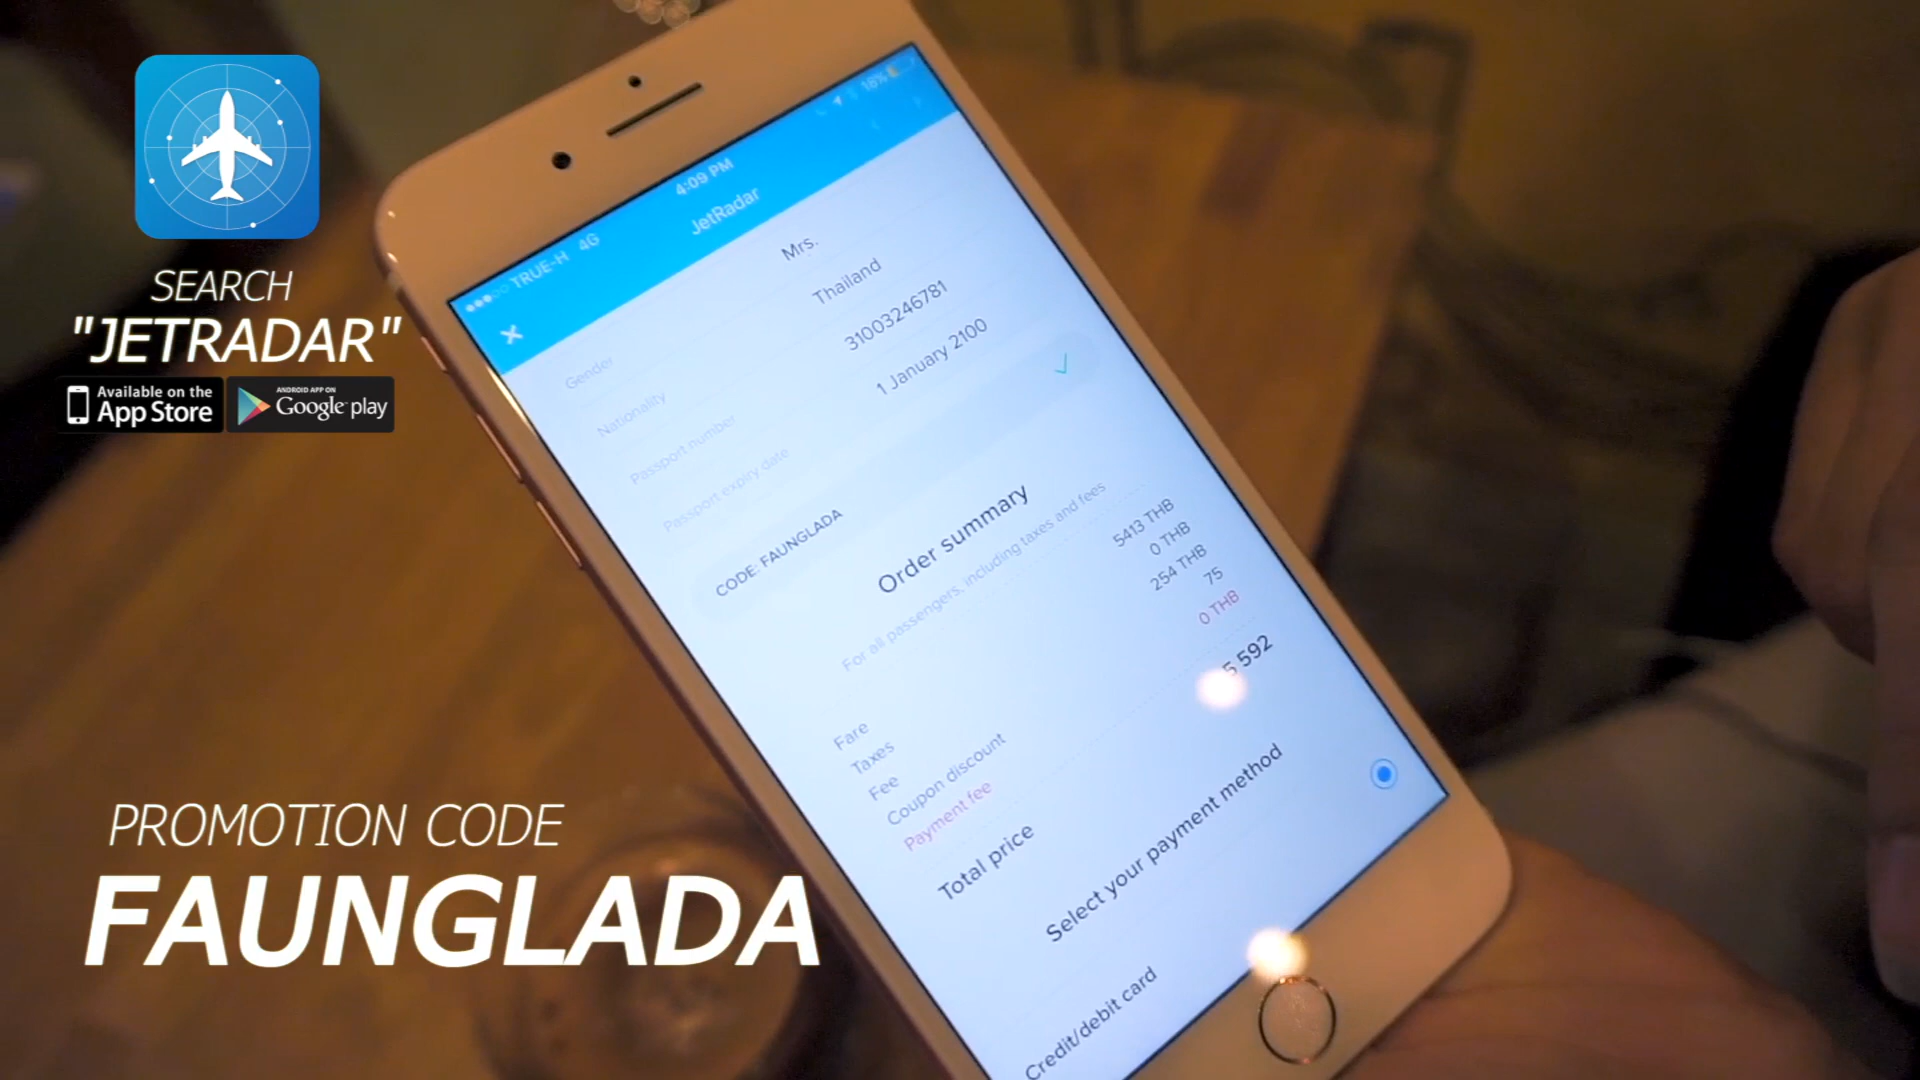 SEARCH
"JETRADAR"
Available on the
App Store
ANDROID APP ON
Google play
TRUE-H 4G
4:09 PM
18%
JetRadar
Gender Mrs.
Nationality Thailand
Passport number 31003246781
Passport expiry date 1 January 2100
CODE: FAUNGLADA
Order summary
For all passengers, including taxes and fees
Fare 5413 THB
Taxes 0 THB
Fee 254 THB
Coupon discount 75
Payment fee 0 THB
Total price 5 592
Select your payment method
Credit/debit card
PROMOTION CODE
FAUNGLADA